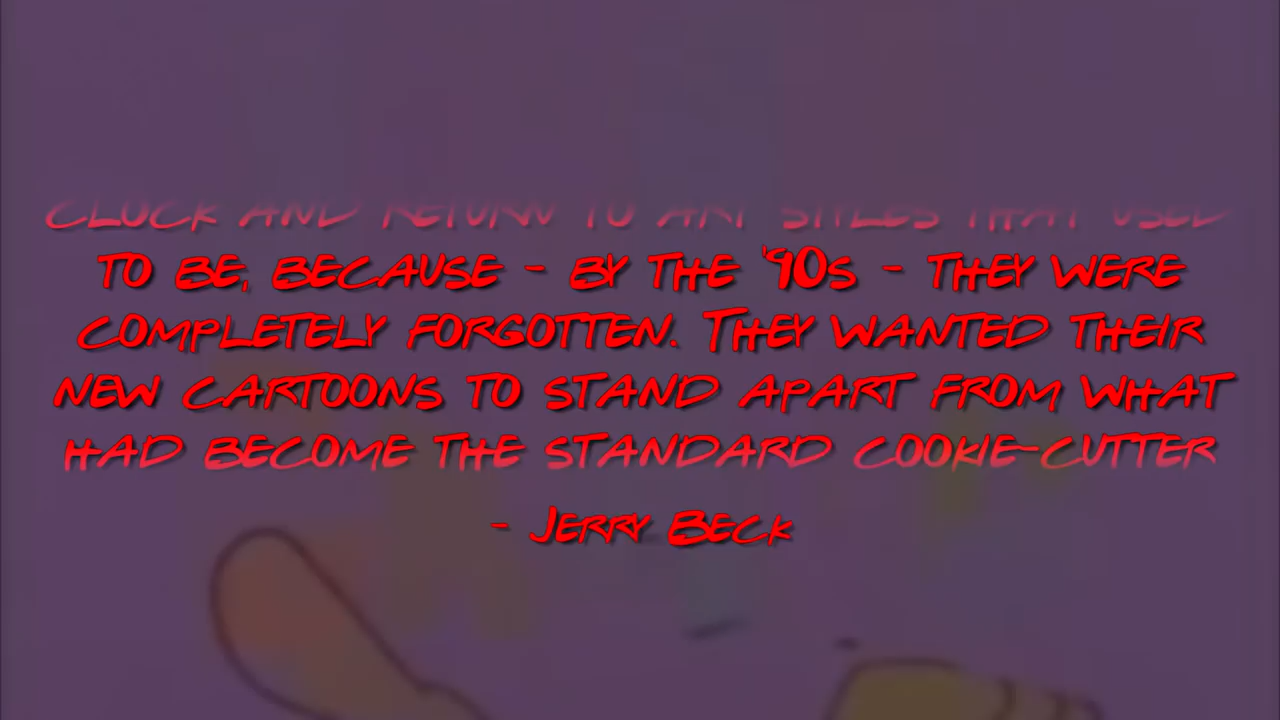 CLOCK AND RETURN TO ART STYLES THAT USED
TO BE, BECAUSE - BY THE '90s - THEY WERE
COMPLETELY FORGOTTEN. THEY WANTED THEIR
NEW CARTOONS TO STAND APART FROM WHAT
HAD BECOME THE STANDARD COOKIE-CUTTER
- JERRY BECK